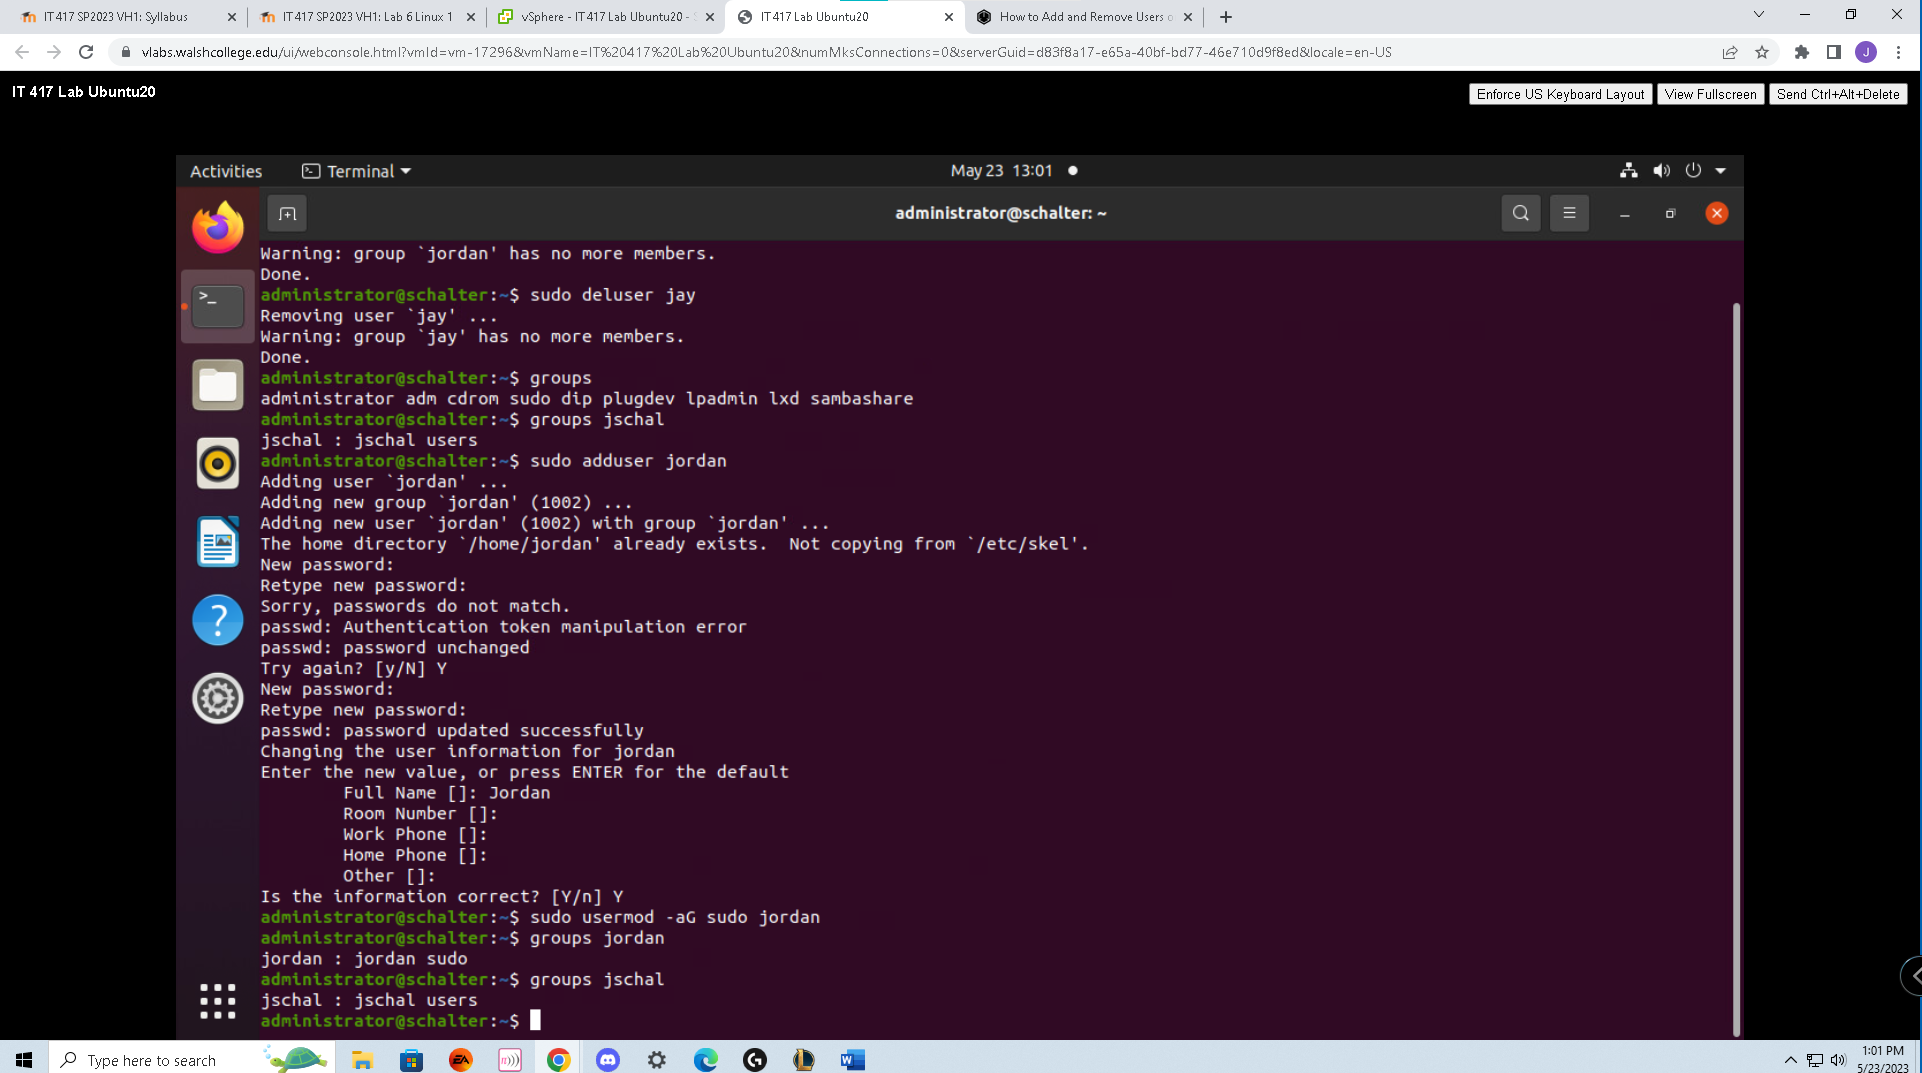 IT417 SP2023 VH1: Syllabus
IT417 SP2023 VH1: Lab 6 Linux 1
vSphere - IT417 Lab Ubuntu20 -
IT417 Lab Ubuntu20
How to Add and Remove Users
vlabs.walshcollege.edu/ui/webconsole.html?vmId=vm-17296&vmName=IT%20417%20Lab%20Ubuntu20&numMksConnections=0&serverGuid=d83f8a17-e65a-40bf-bd77-46e710d9f8ed&locale=en-US
J
IT 417 Lab Ubuntu20
Enforce US Keyboard Layout
View Fullscreen
Send Ctrl+Alt+Delete
Activities
Terminal
May 23 13:01
administrator@schalter: ~
Warning: group `jordan' has no more members.
Done.
administrator@schalter:~$ sudo deluser jay
Removing user `jay' ...
Warning: group `jay' has no more members.
Done.
administrator@schalter:~$ groups
administrator adm cdrom sudo dip plugdev lpadmin lxd sambashare
administrator@schalter:~$ groups jschal
jschal : jschal users
administrator@schalter:~$ sudo adduser jordan
Adding user `jordan' ...
Adding new group `jordan' (1002) ...
Adding new user `jordan' (1002) with group `jordan' ...
The home directory `/home/jordan' already exists.  Not copying from `/etc/skel'.
New password:
Retype new password:
Sorry, passwords do not match.
passwd: Authentication token manipulation error
passwd: password unchanged
Try again? [y/N] Y
New password:
Retype new password:
passwd: password updated successfully
Changing the user information for jordan
Enter the new value, or press ENTER for the default
Full Name []: Jordan
Room Number []:
Work Phone []:
Home Phone []:
Other []:
Is the information correct? [Y/n] Y
administrator@schalter:~$ sudo usermod -aG sudo jordan
administrator@schalter:~$ groups jordan
jordan : jordan sudo
administrator@schalter:~$ groups jschal
jschal : jschal users
administrator@schalter:~$
Type here to search
1:01 PM
5/23/2023